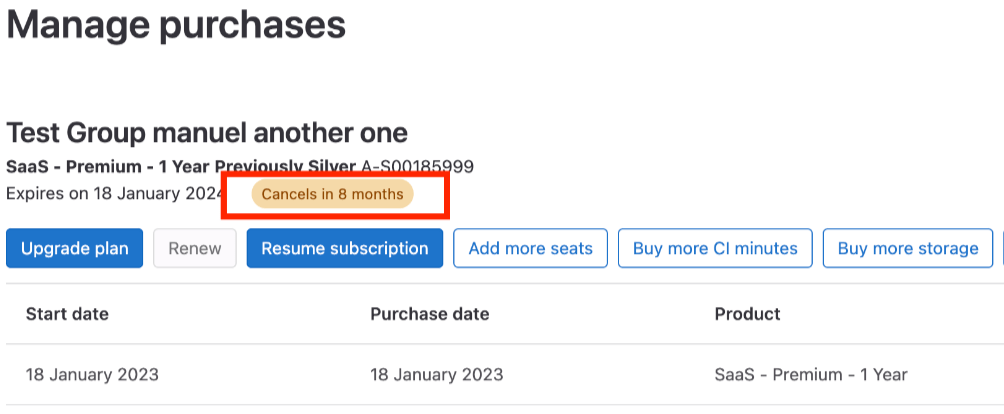 Manage purchases
Test Group manuel another one
SaaS - Premium - 1 Year Previously Silver A-S00185999
Expires on 18 January 2024 Cancels in 8 months
Upgrade plan Renew Resume subscription Add more seats Buy more CI minutes Buy more storage
Start date Purchase date Product
18 January 2023 18 January 2023 SaaS - Premium - 1 Year